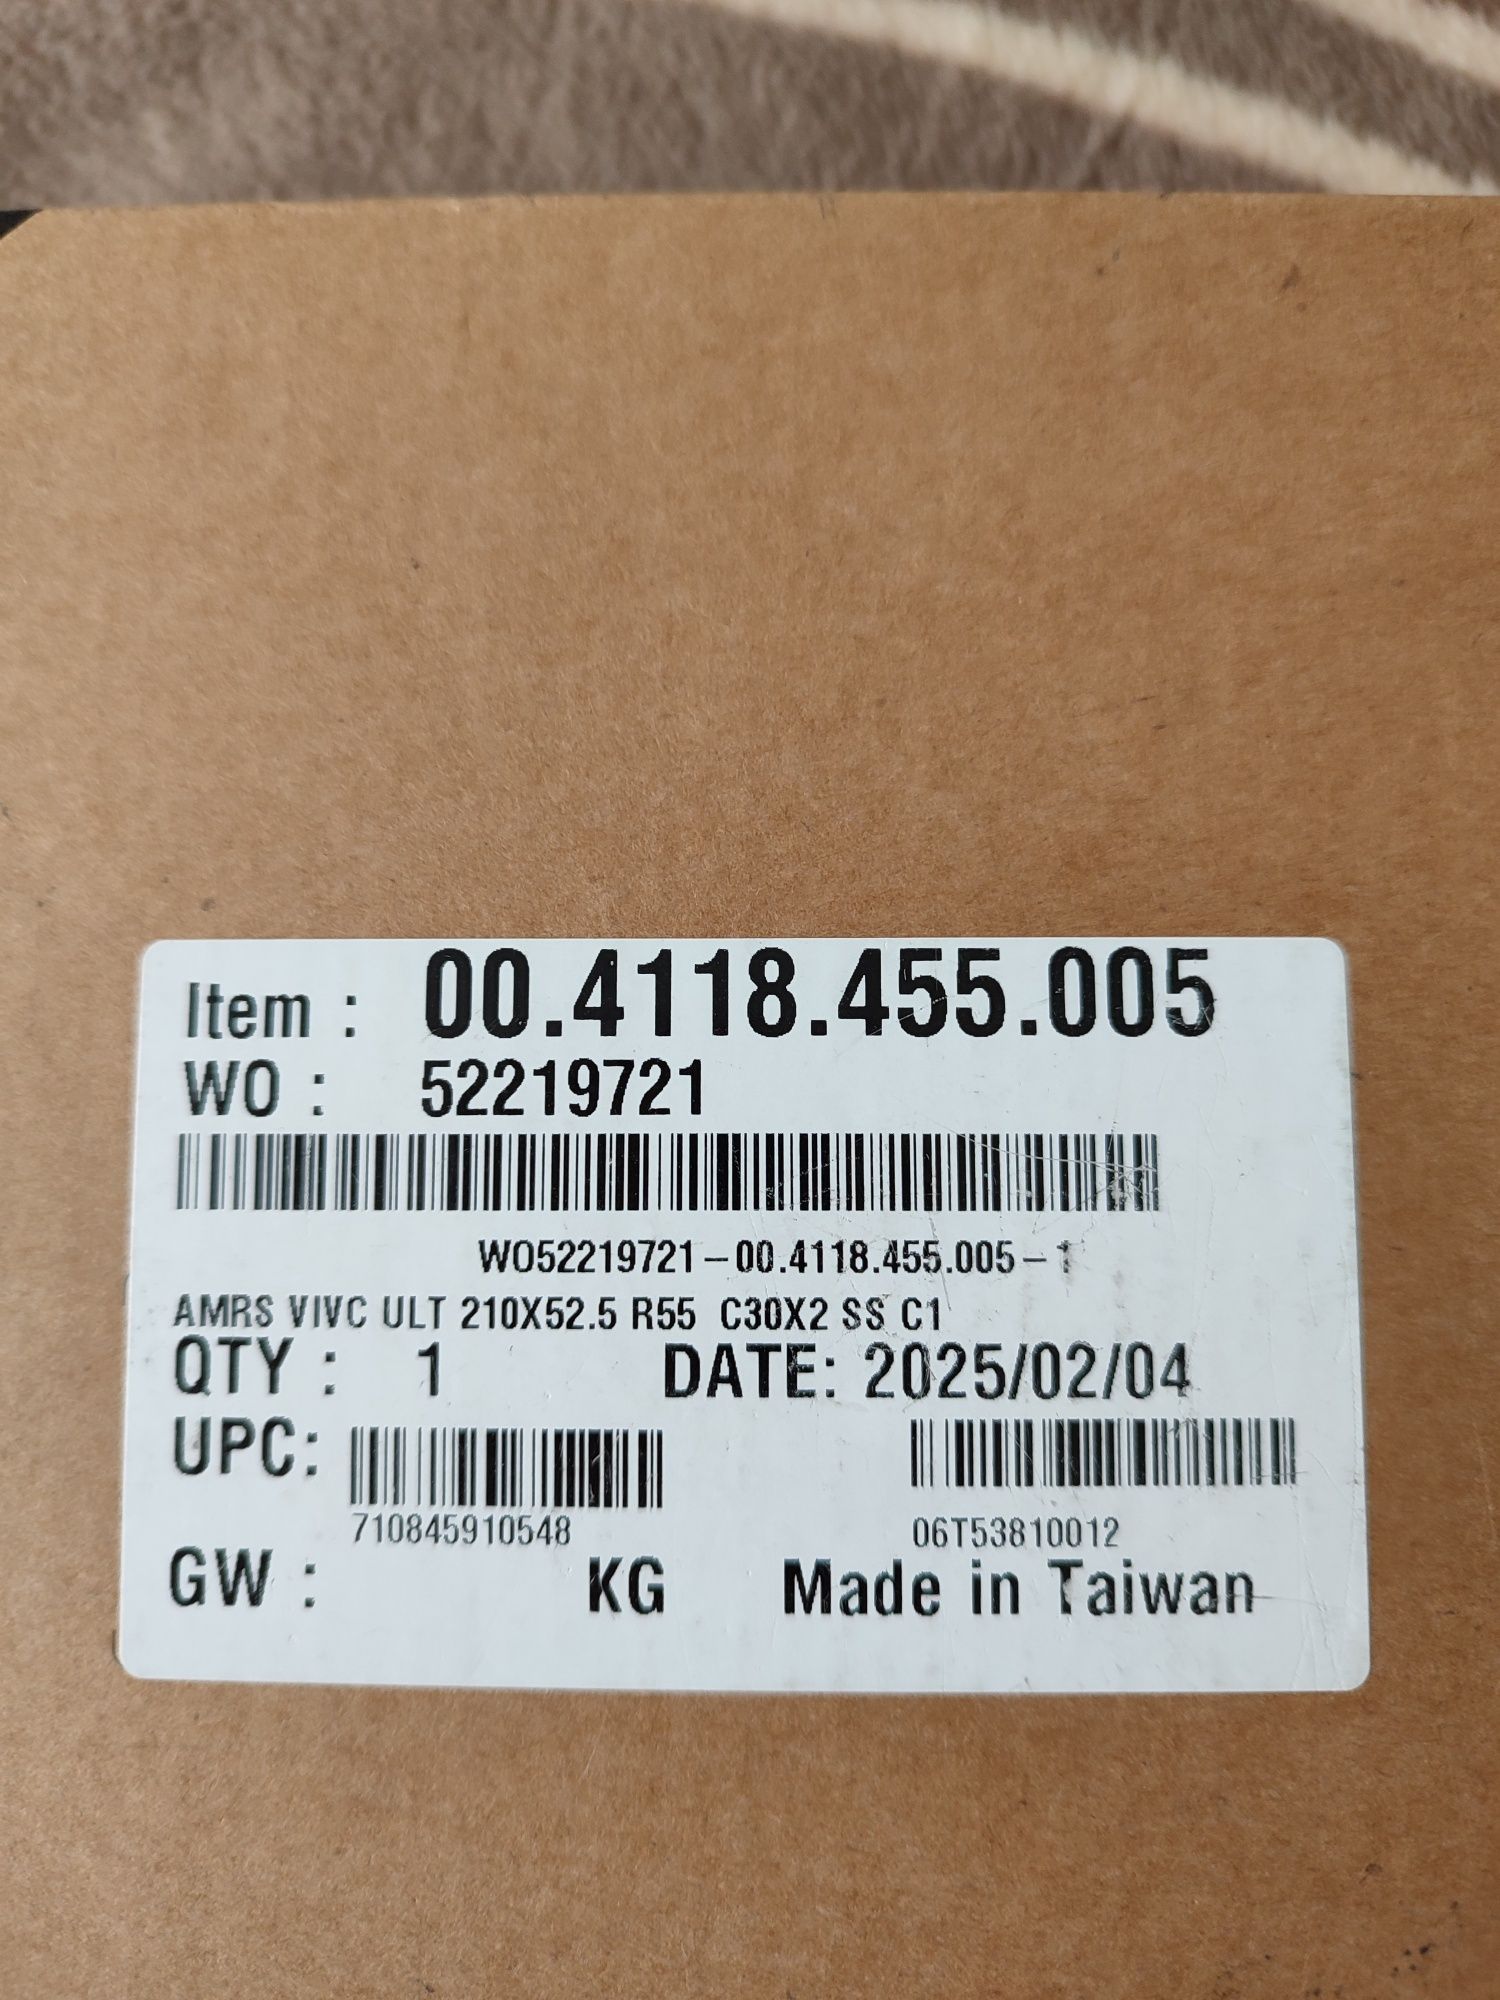 Item : 00.4118.455.005
WO : 52219721
WO52219721-00.4118.455.005-1
AMRS VIVC ULT 210X52.5 R55 C30X2 SS C1
QTY : 1 DATE: 2025/02/04
UPC:
710845910548 06T53810012
GW : KG Made in Taiwan